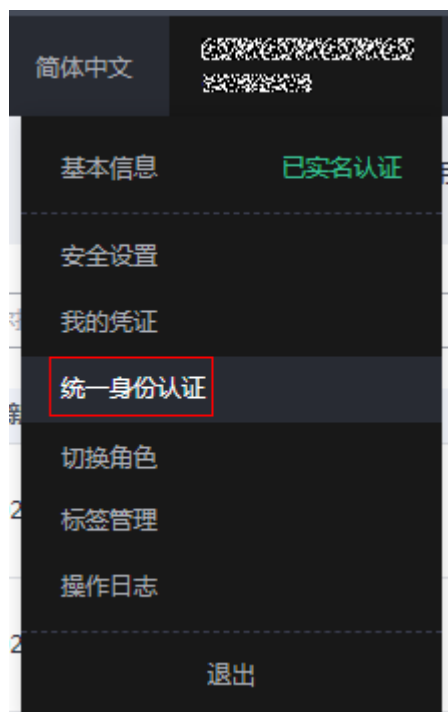 简体中文
基本信息 已实名认证
安全设置
我的凭证
统一身份认证
切换角色
标签管理
操作日志
退出